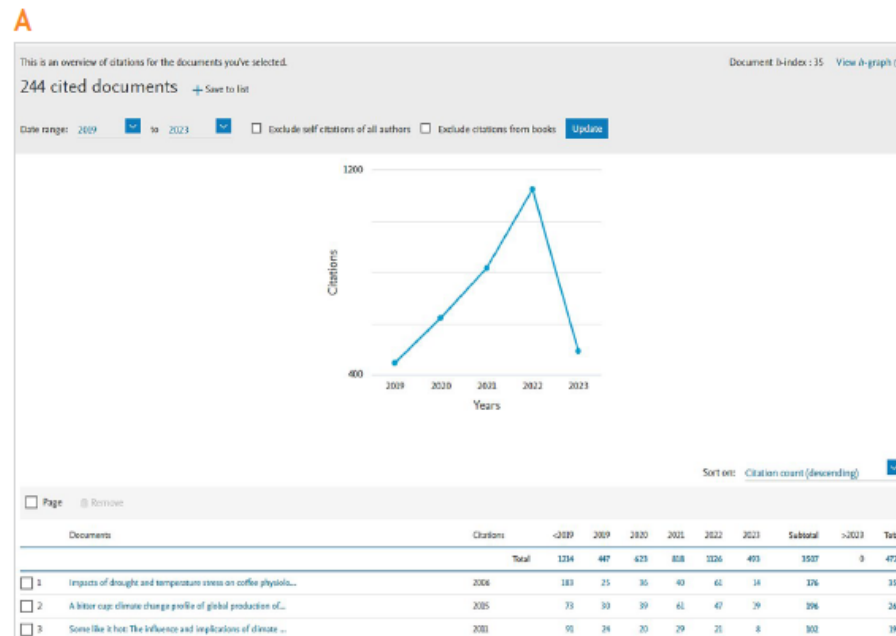 A
This is an overview of citations for the documents you've selected.
Document h-index : 35 View h-graph
244 cited documents + Save to list
Date range: 2019 to 2023 Exclude self citations of all authors Exclude citations from books Update
1200
Citations
400
2019 2020 2021 2022 2023
Years
Sort on: Citation count (descending)
Page Remove
Documents Citations <2019 2019 2020 2021 2022 2023 Subtotal >2023
Total 1214 447 623 818 1126 493 3507 0
1 Impacts of drought and temperature stress on coffee physiolo... 2006 183 25 36 40 61 14 176
2 A bitter cup: climate change profile of global production of... 2015 73 30 39 61 47 19 196
3 Some like it hot: The influence and implications of climate ... 2011 91 24 20 29 21 8 102